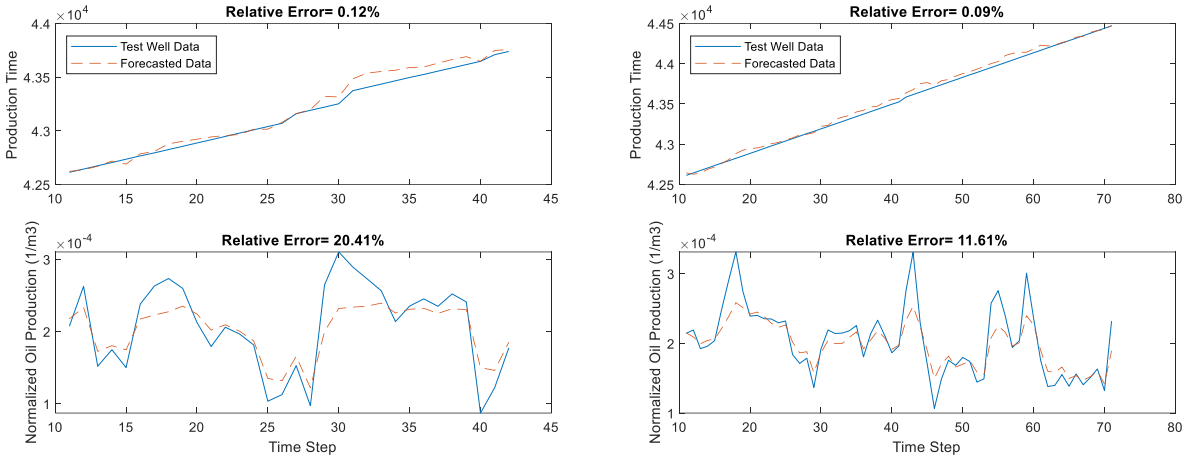 Relative Error= 0.12%
×10^4
4.4
4.35
4.3
4.25
Production Time
Test Well Data
Forecasted Data
10 15 20 25 30 35 40 45
Relative Error= 0.09%
×10^4
4.45
4.4
4.35
4.3
4.25
Production Time
Test Well Data
Forecasted Data
10 20 30 40 50 60 70 80
Relative Error= 20.41%
×10^-4
3
2
1
Normalized Oil Production (1/m3)
10 15 20 25 30 35 40 45
Time Step
Relative Error= 11.61%
×10^-4
3
2
1
Normalized Oil Production (1/m3)
10 20 30 40 50 60 70 80
Time Step